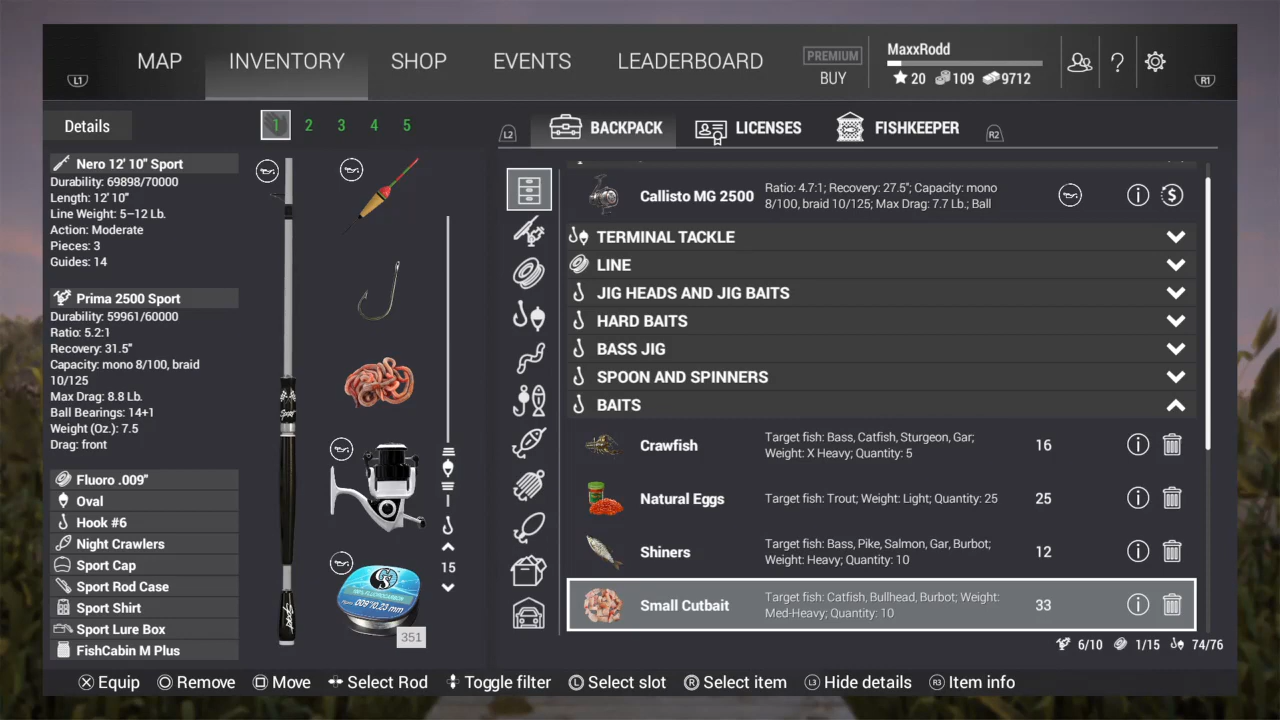 MAP
INVENTORY
SHOP
EVENTS
LEADERBOARD
PREMIUM
BUY
MaxxRodd
20
109
9712
L1
R1
Details
1 2 3 4 5
L2
BACKPACK
LICENSES
FISHKEEPER
R2
Nero 12' 10" Sport
Durability: 69898/70000
Length: 12' 10"
Line Weight: 5–12 Lb.
Action: Moderate
Pieces: 3
Guides: 14
Prima 2500 Sport
Durability: 59961/60000
Ratio: 5.2:1
Recovery: 31.5"
Capacity: mono 8/100, braid
10/125
Max Drag: 8.8 Lb.
Ball Bearings: 14+1
Weight (Oz.): 7.5
Drag: front
Fluoro .009"
Oval
Hook #6
Night Crawlers
Sport Cap
Sport Rod Case
Sport Shirt
Sport Lure Box
FishCabin M Plus
Sport
Sport
100% FLUOROCARBON
.009"/0.23 mm
351
15
Callisto MG 2500
Ratio: 4.7:1; Recovery: 27.5"; Capacity: mono
8/100, braid 10/125; Max Drag: 7.7 Lb.; Ball
TERMINAL TACKLE
LINE
JIG HEADS AND JIG BAITS
HARD BAITS
BASS JIG
SPOON AND SPINNERS
BAITS
Crawfish
Target fish: Bass, Catfish, Sturgeon, Gar;
Weight: X Heavy; Quantity: 5
16
Natural Eggs
Target fish: Trout; Weight: Light; Quantity: 25
25
Shiners
Target fish: Bass, Pike, Salmon, Gar, Burbot;
Weight: Heavy; Quantity: 10
12
Small Cutbait
Target fish: Catfish, Bullhead, Burbot; Weight:
Med-Heavy; Quantity: 10
33
6/10
1/15
74/76
Equip
Remove
Move
Select Rod
Toggle filter
L Select slot
R Select item
L3 Hide details
R3 Item info